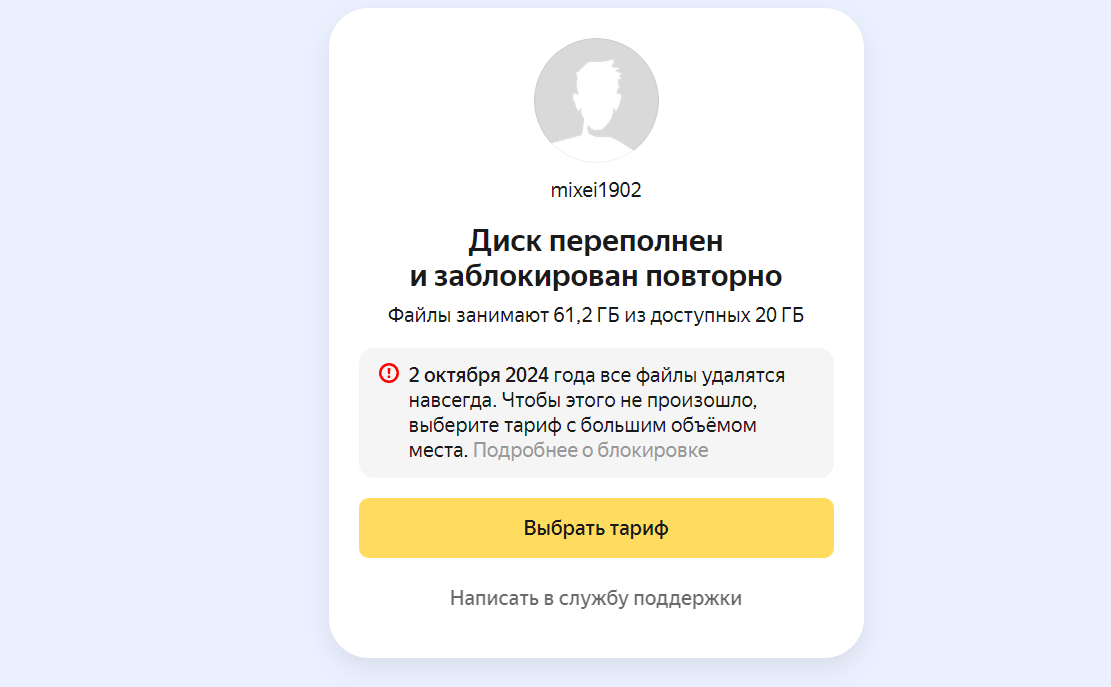 mixei1902
Диск переполнен
и заблокирован повторно
Файлы занимают 61,2 ГБ из доступных 20 ГБ
2 октября 2024 года все файлы удалятся
навсегда. Чтобы этого не произошло,
выберите тариф с большим объёмом
места. Подробнее о блокировке
Выбрать тариф
Написать в службу поддержки